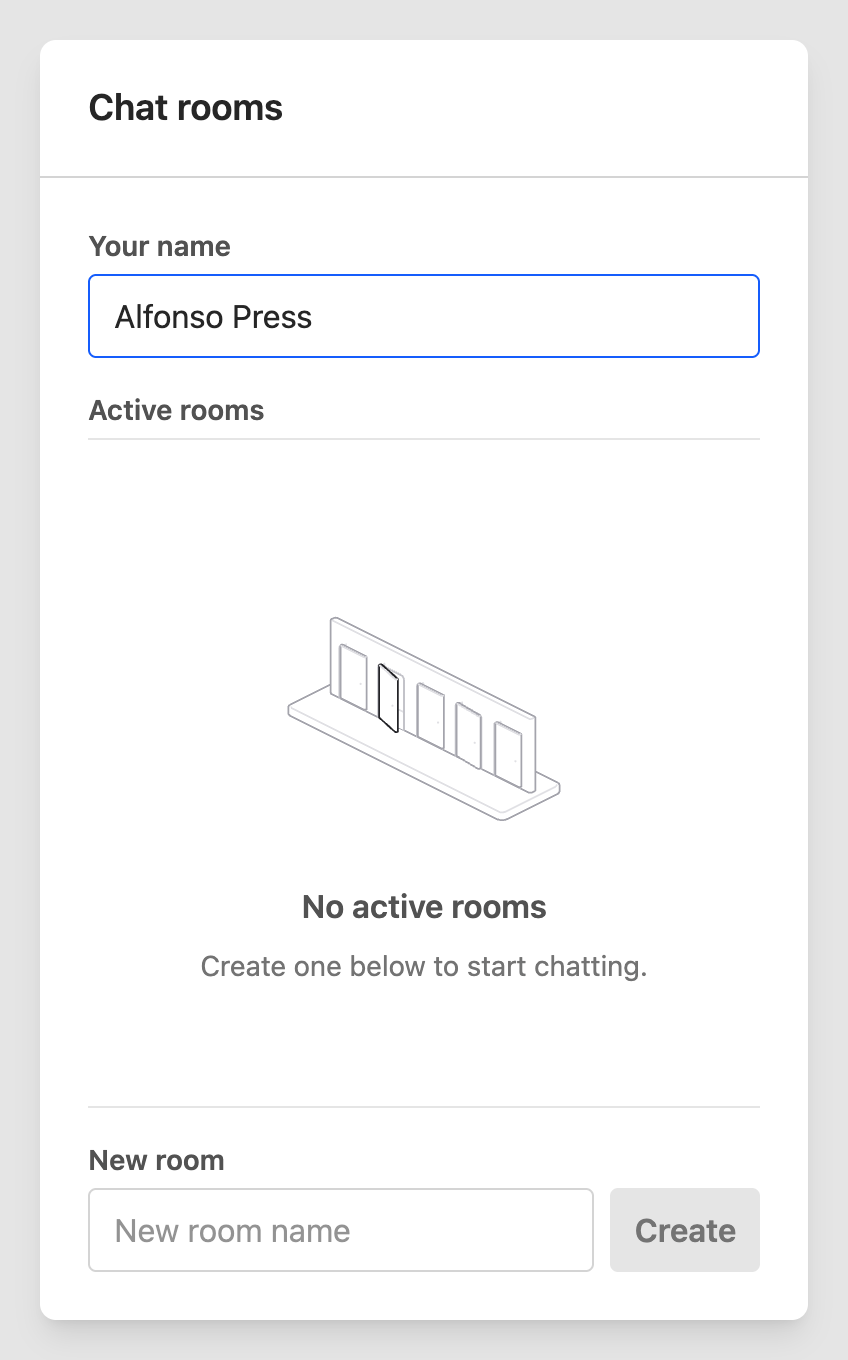 Chat rooms
Your name
Alfonso Press
Active rooms
No active rooms
Create one below to start chatting.
New room
New room name
Create